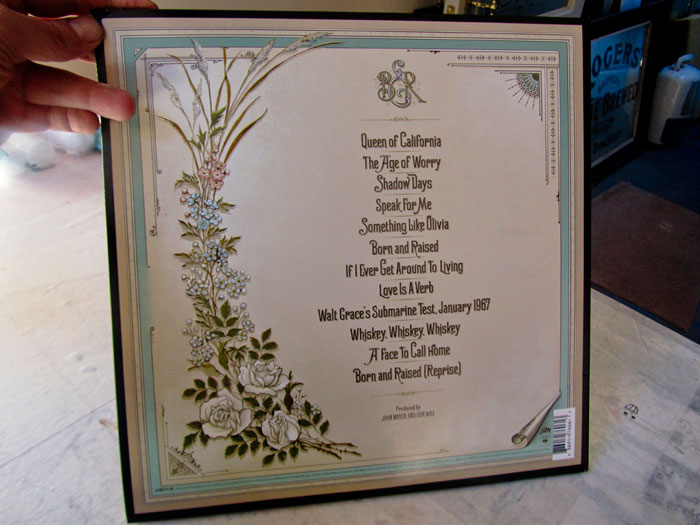 B&R
Queen of California
The Age of Worry
Shadow Days
Speak For Me
Something Like Olivia
Born and Raised
If I Ever Get Around To Living
Love Is A Verb
Walt Grace's Submarine Test, January 1967
Whiskey, Whiskey, Whiskey
A Face To Call Home
Born and Raised (Reprise)
Produced by
JOHN MAYER AND DON WAS
OGERS